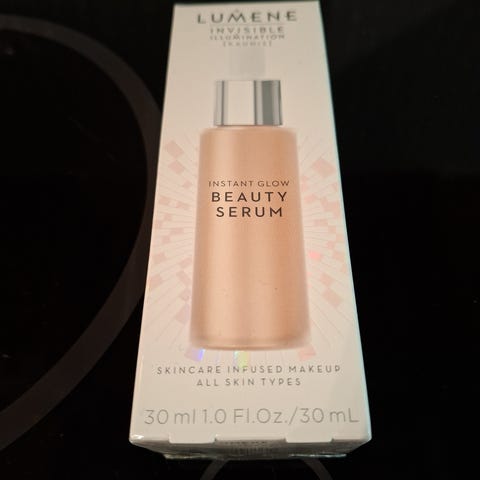 LUMENE
INVISIBLE
ILLUMINATION
[KAUNIS]
INSTANT GLOW
BEAUTY
SERUM
SKINCARE INFUSED MAKEUP
ALL SKIN TYPES
30 ml 1.0 Fl.Oz./30 mL